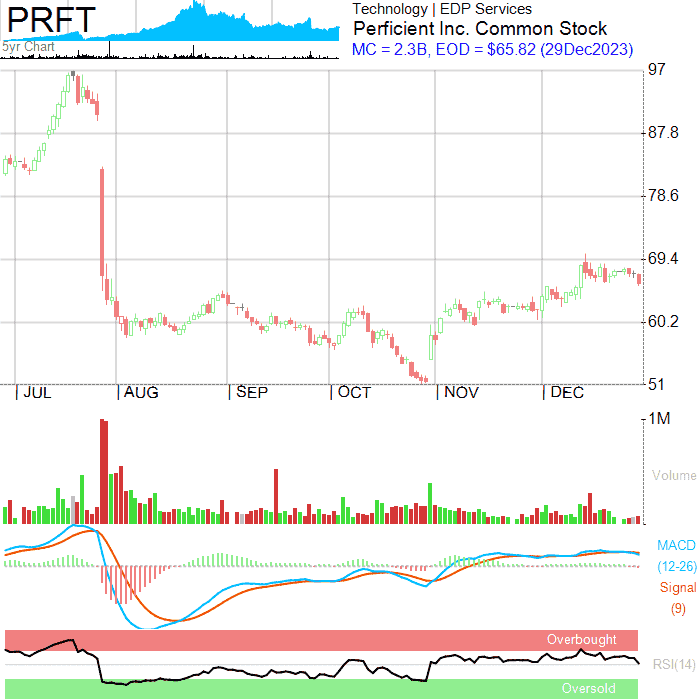 PRFT
5yr Chart
Technology | EDP Services
Perficient Inc. Common Stock
MC = 2.3B, EOD = $65.82 (29Dec2023)
97
87.8
78.6
69.4
60.2
51
JUL AUG SEP OCT NOV DEC
1M
Volume
MACD
(12-26)
Signal
(9)
Overbought
RSI(14)
Oversold